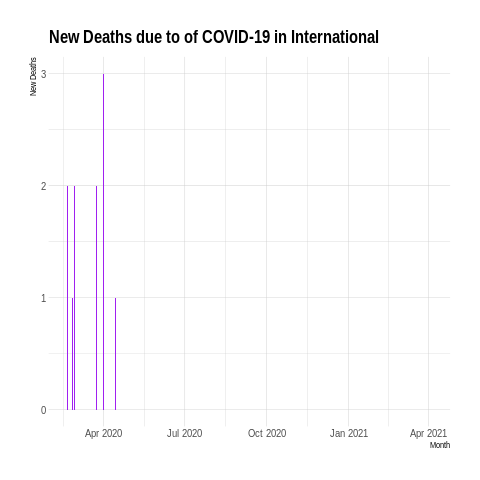 New Deaths due to of COVID-19 in International
New Deaths
3
2
1
0
Apr 2020 Jul 2020 Oct 2020 Jan 2021 Apr 2021
Month